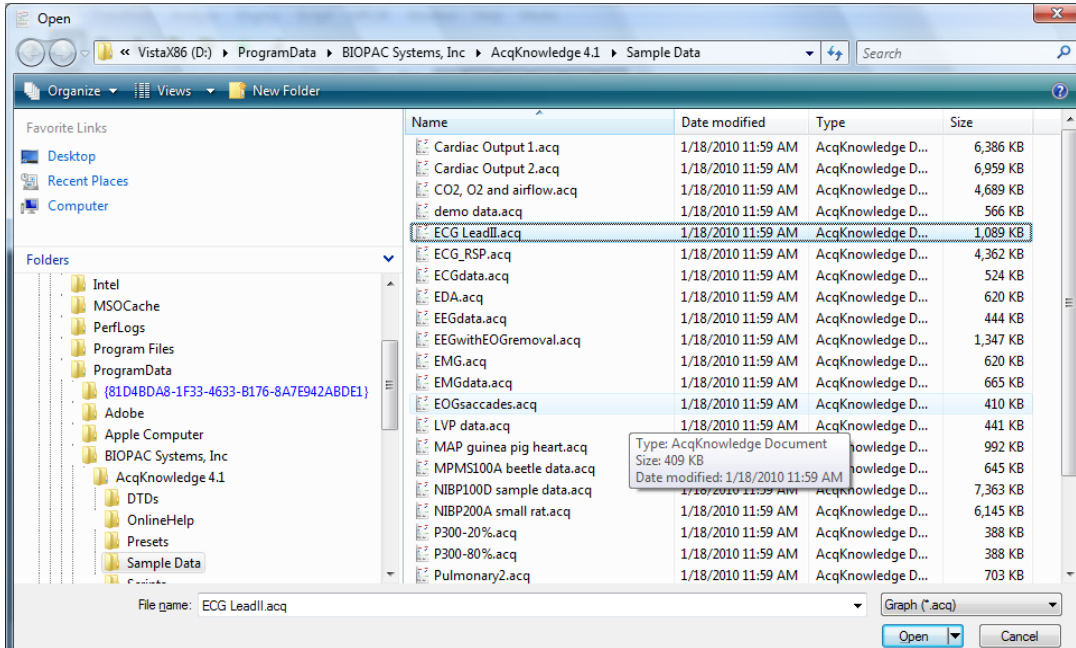 Open
« VistaX86 (D:) ▸ ProgramData ▸ BIOPAC Systems, Inc ▸ AcqKnowledge 4.1 ▸ Sample Data
Search
Organize Views New Folder
Favorite Links
Desktop
Recent Places
Computer
Folders
Intel
MSOCache
PerfLogs
Program Files
ProgramData
{81D4BDA8-1F33-4633-B176-8A7E942ABDE1}
Adobe
Apple Computer
BIOPAC Systems, Inc
AcqKnowledge 4.1
DTDs
OnlineHelp
Presets
Sample Data
Name Date modified Type Size
Cardiac Output 1.acq 1/18/2010 11:59 AM AcqKnowledge D... 6,386 KB
Cardiac Output 2.acq 1/18/2010 11:59 AM AcqKnowledge D... 6,959 KB
CO2, O2 and airflow.acq 1/18/2010 11:59 AM AcqKnowledge D... 4,689 KB
demo data.acq 1/18/2010 11:59 AM AcqKnowledge D... 566 KB
ECG LeadII.acq 1/18/2010 11:59 AM AcqKnowledge D... 1,089 KB
ECG_RSP.acq 1/18/2010 11:59 AM AcqKnowledge D... 4,362 KB
ECGdata.acq 1/18/2010 11:59 AM AcqKnowledge D... 524 KB
EDA.acq 1/18/2010 11:59 AM AcqKnowledge D... 620 KB
EEGdata.acq 1/18/2010 11:59 AM AcqKnowledge D... 444 KB
EEGwithEOGremoval.acq 1/18/2010 11:59 AM AcqKnowledge D... 1,347 KB
EMG.acq 1/18/2010 11:59 AM AcqKnowledge D... 620 KB
EMGdata.acq 1/18/2010 11:59 AM AcqKnowledge D... 665 KB
EOGsaccades.acq 1/18/2010 11:59 AM AcqKnowledge D... 410 KB
LVP data.acq 1/18/2010 11:59 AM AcqKnowledge D... 441 KB
MAP guinea pig heart.acq 992 KB
MPMS100A beetle data.acq 645 KB
NIBP100D sample data.acq 1/18/2010 11:59 AM AcqKnowledge D... 7,363 KB
NIBP200A small rat.acq 1/18/2010 11:59 AM AcqKnowledge D... 6,145 KB
P300-20%.acq 1/18/2010 11:59 AM AcqKnowledge D... 388 KB
P300-80%.acq 1/18/2010 11:59 AM AcqKnowledge D... 388 KB
Pulmonary2.acq 1/18/2010 11:59 AM AcqKnowledge D... 703 KB
Type: AcqKnowledge Document
Size: 409 KB
Date modified: 1/18/2010 11:59 AM
File name: ECG LeadII.acq Graph (*.acq)
Open Cancel